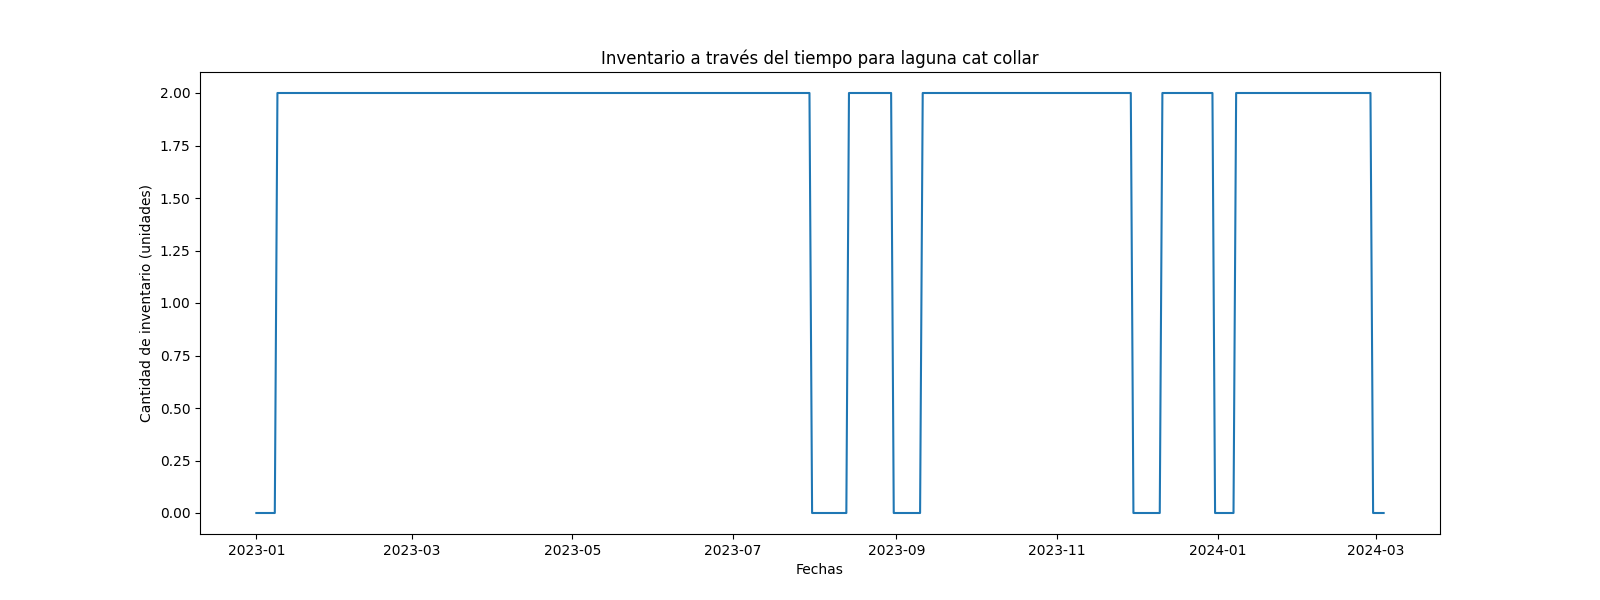 Inventario a través del tiempo para laguna cat collar
Cantidad de inventario (unidades)
2.00
1.75
1.50
1.25
1.00
0.75
0.50
0.25
0.00
2023-01 2023-03 2023-05 2023-07 2023-09 2023-11 2024-01 2024-03
Fechas